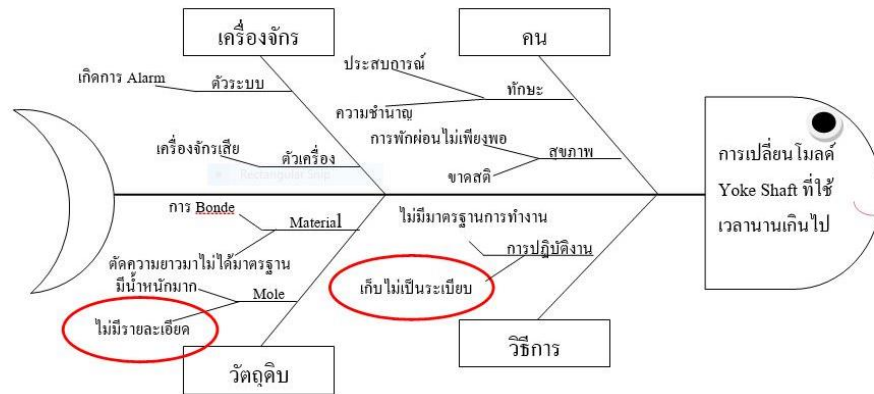 เครื่องจักร
คน
เกิดการ Alarm
ตัวระบบ
ประสบการณ์
ทักษะ
ความชำนาญ
เครื่องจักรเสีย
ตัวเครื่อง
Rectangular Snip
การพักผ่อนไม่เพียงพอ
สุขภาพ
ขาดสติ
การเปลี่ยนโมลด์
Yoke Shaft ที่ใช้
เวลานานเกินไป
การ Bonde
Material
ตัดความยาวมาไม่ได้มาตรฐาน
มีน้ำหนักมาก
Mole
ไม่มีรายละเอียด
ไม่มีมาตรฐานการทำงาน
การปฏิบัติงาน
เก็บไม่เป็นระเบียบ
วัตถุดิบ
วิธีการ